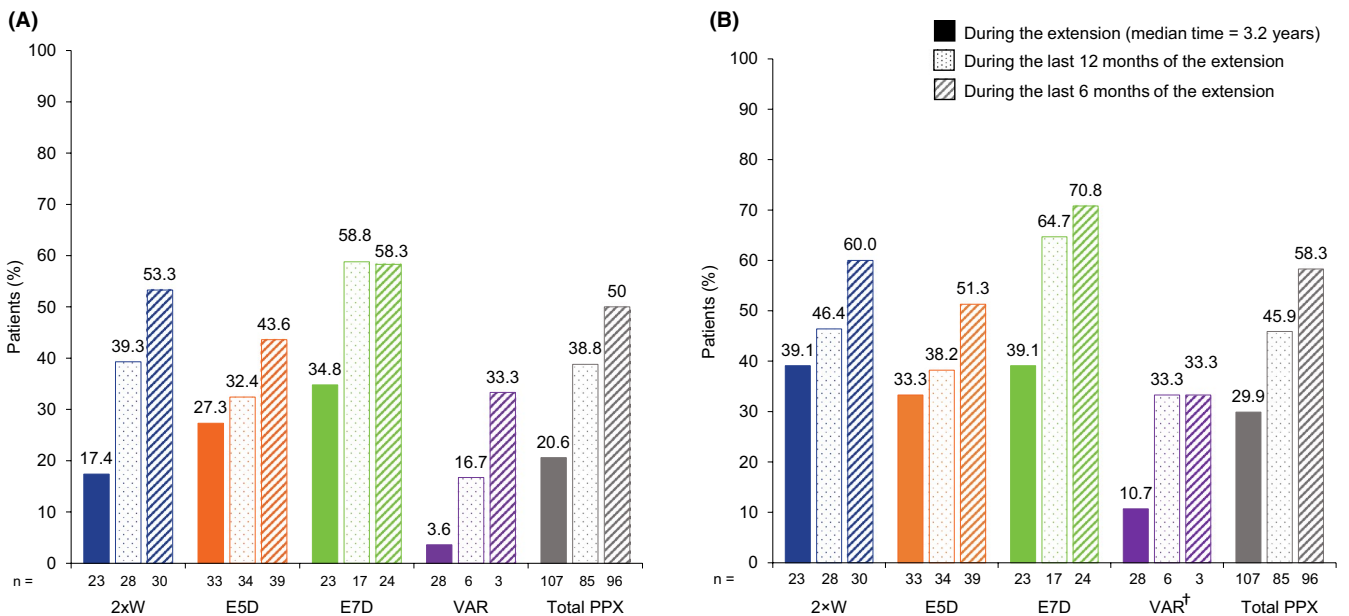 (A)
100
90
80
70
60
50
40
30
20
10
0
Patients (%)
17.4 39.3 53.3 27.3 32.4 43.6 34.8 58.8 58.3 3.6 16.7 33.3 20.6 38.8 50
n = 23 28 30 33 34 39 23 17 24 28 6 3 107 85 96
2xW E5D E7D VAR Total PPX
(B)
During the extension (median time = 3.2 years)
During the last 12 months of the extension
During the last 6 months of the extension
100
90
80
70
60
50
40
30
20
10
0
Patients (%)
39.1 46.4 60.0 33.3 38.2 51.3 39.1 64.7 70.8 10.7 33.3 33.3 29.9 45.9 58.3
23 28 30 33 34 39 23 17 24 28 6 3 107 85 96
2×W E5D E7D VAR† Total PPX